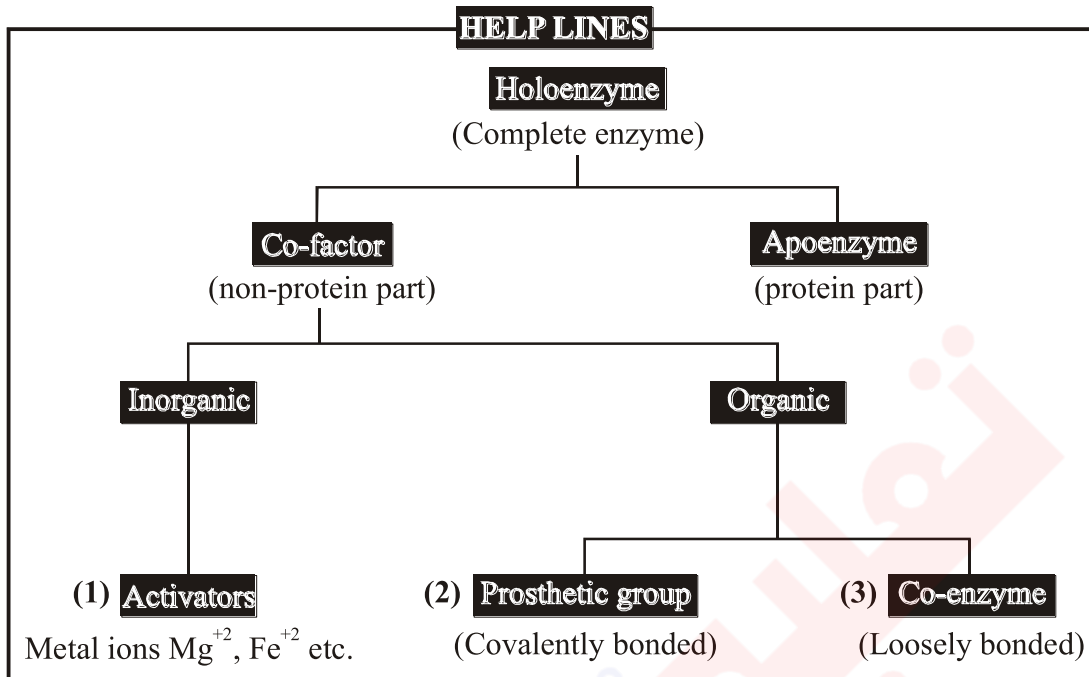 HELP LINES
Holoenzyme
(Complete enzyme)
Co-factor Apoenzyme
(non-protein part) (protein part)
Inorganic Organic
(1) Activators (2) Prosthetic group (3) Co-enzyme
Metal ions Mg⁺², Fe⁺² etc. (Covalently bonded) (Loosely bonded)